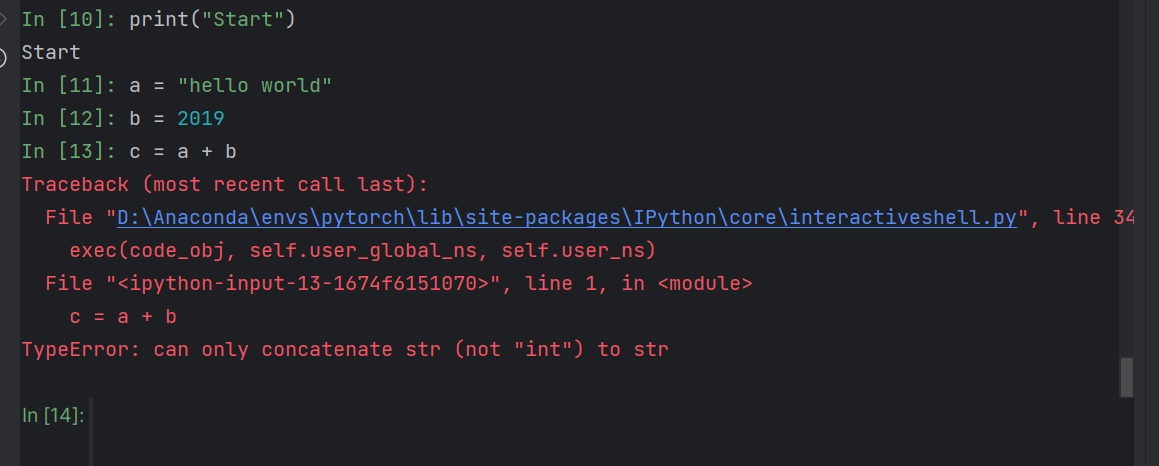 In [10]: print("Start")
Start
In [11]: a = "hello world"
In [12]: b = 2019
In [13]: c = a + b
Traceback (most recent call last):
  File "D:\Anaconda\envs\pytorch\lib\site-packages\IPython\core\interactiveshell.py", line 34
    exec(code_obj, self.user_global_ns, self.user_ns)
  File "<ipython-input-13-1674f6151070>", line 1, in <module>
    c = a + b
TypeError: can only concatenate str (not "int") to str
In [14]: